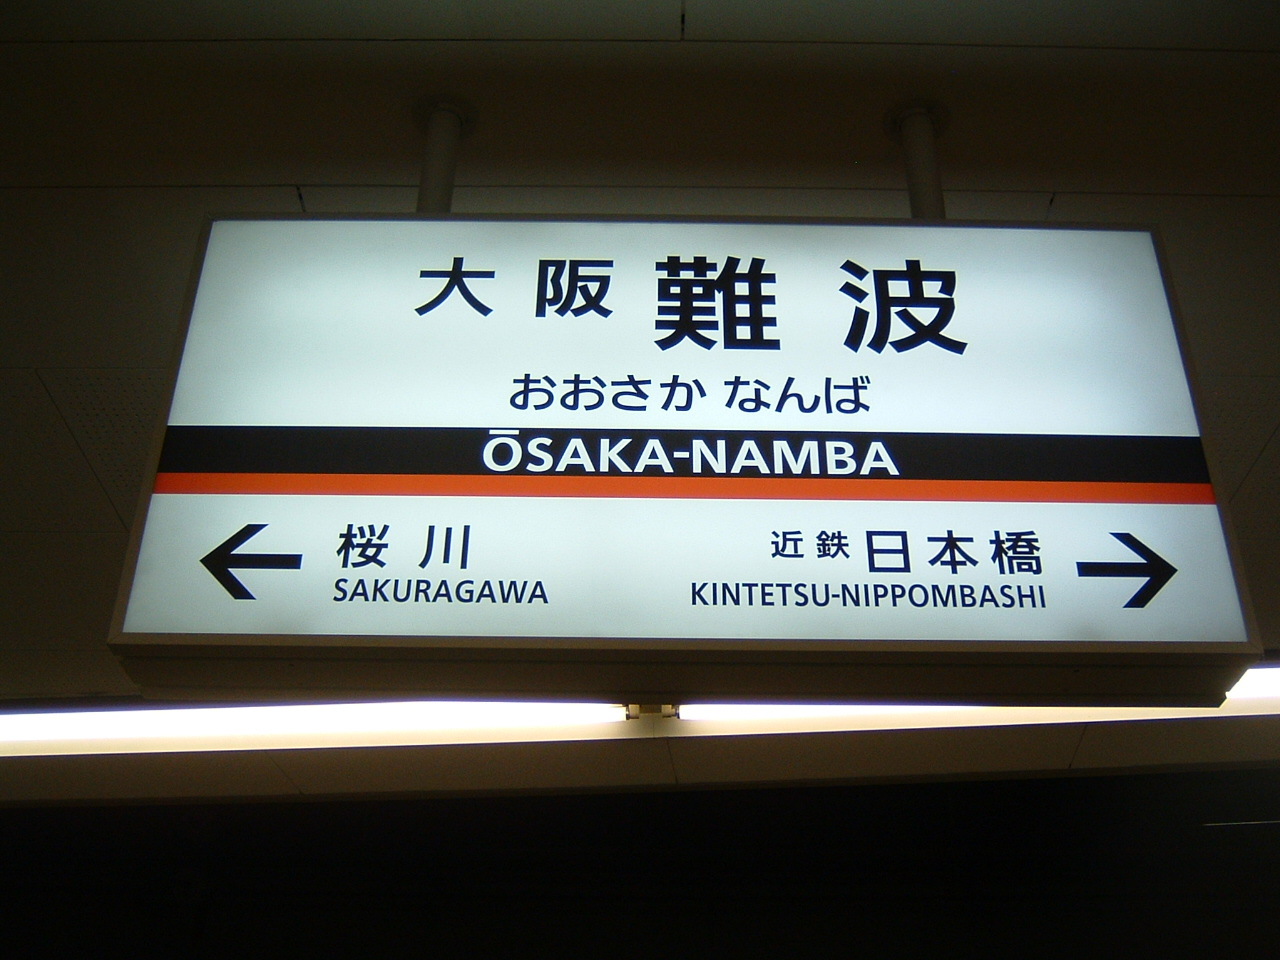 大阪難波
おおさか なんば
ŌSAKA-NAMBA
← 桜川 近鉄日本橋 →
SAKURAGAWA KINTETSU-NIPPOMBASHI